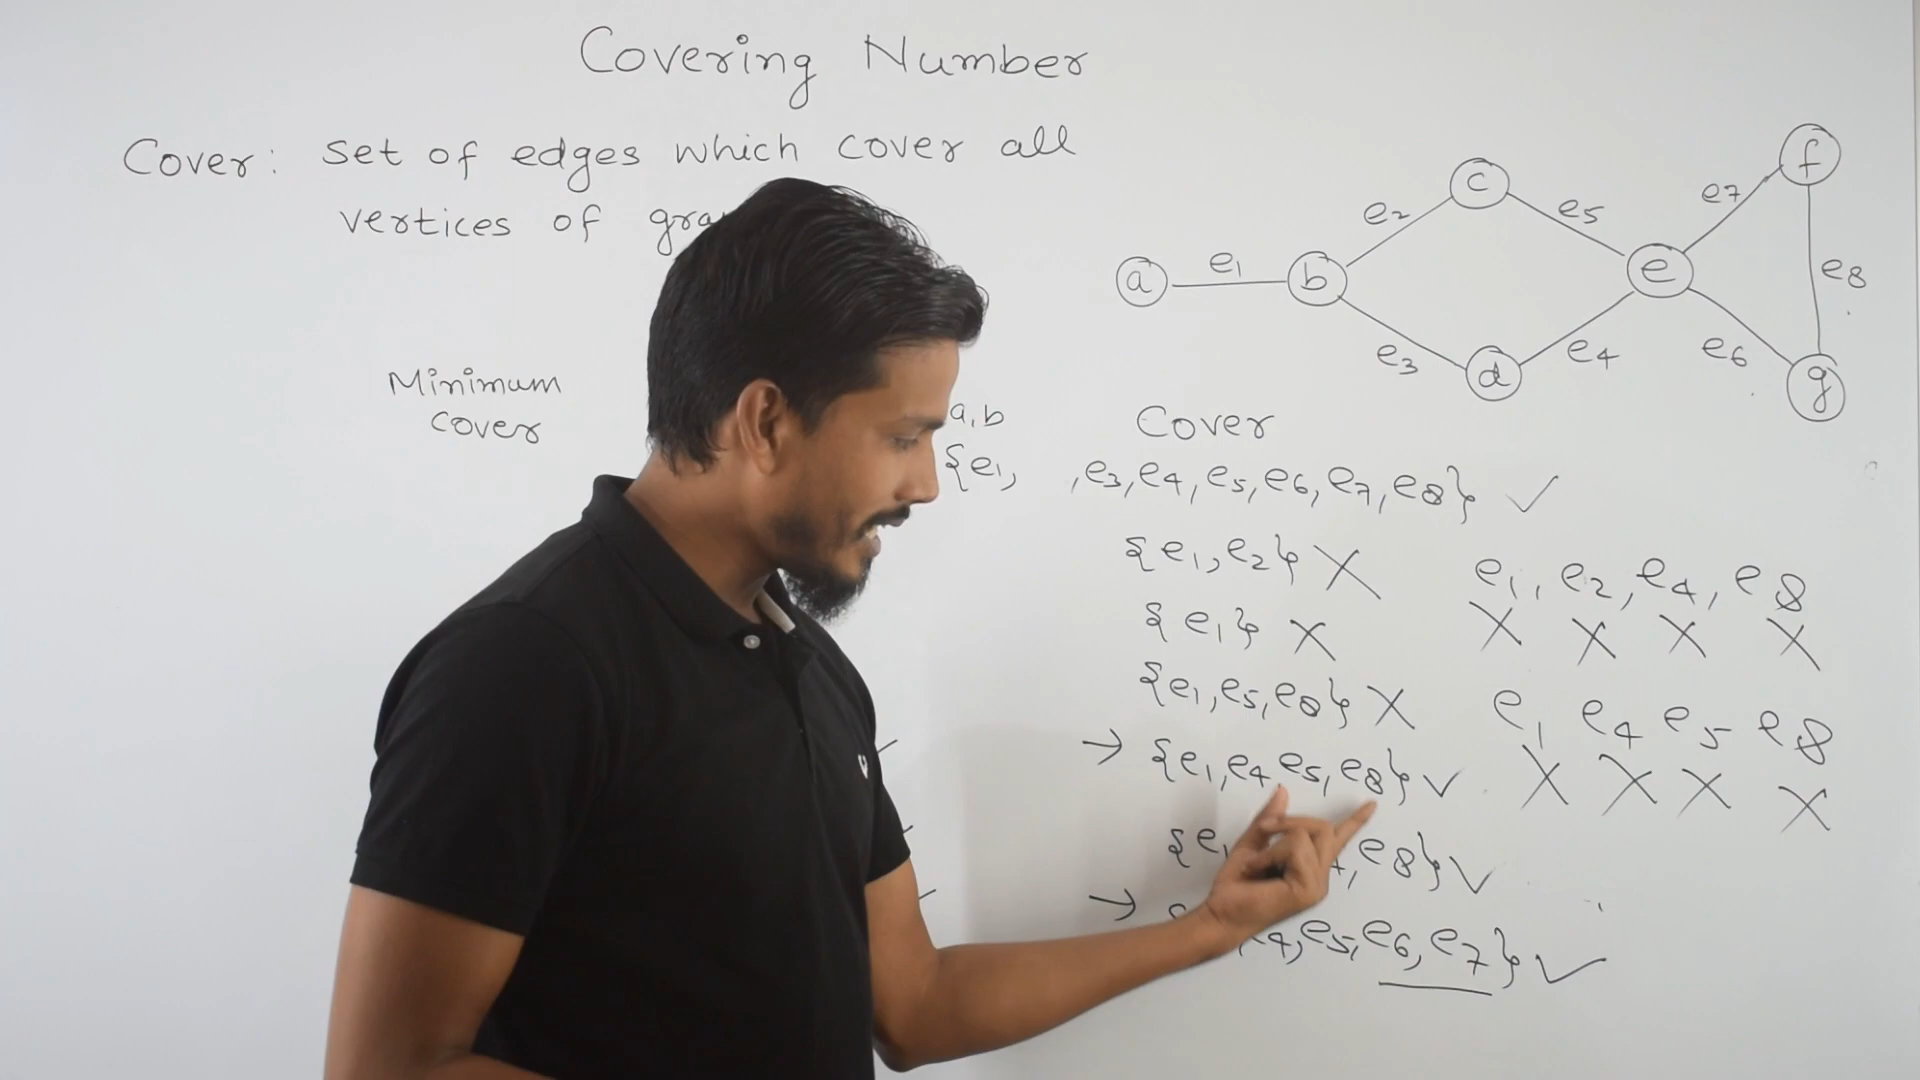 Covering Number
Cover: set of edges which cover all
vertices of
Minimum
cover
a
e1
b
e2
e3
c
d
e5
e4
e
e7
e6
f
e8
g
a,b
Cover
{e1, ,e3,e4,e5,e6,e7,e8} ✓
{e1,e2} X
{e1} X
{e1,e5,e8} X
→ {e1,e4,e5,e8} ✓
,e8} ✓
→ ,e5,e6,e7} ✓
e1, e2, e4, e8
X X X X
e1 e4 e5 e8
X X X X